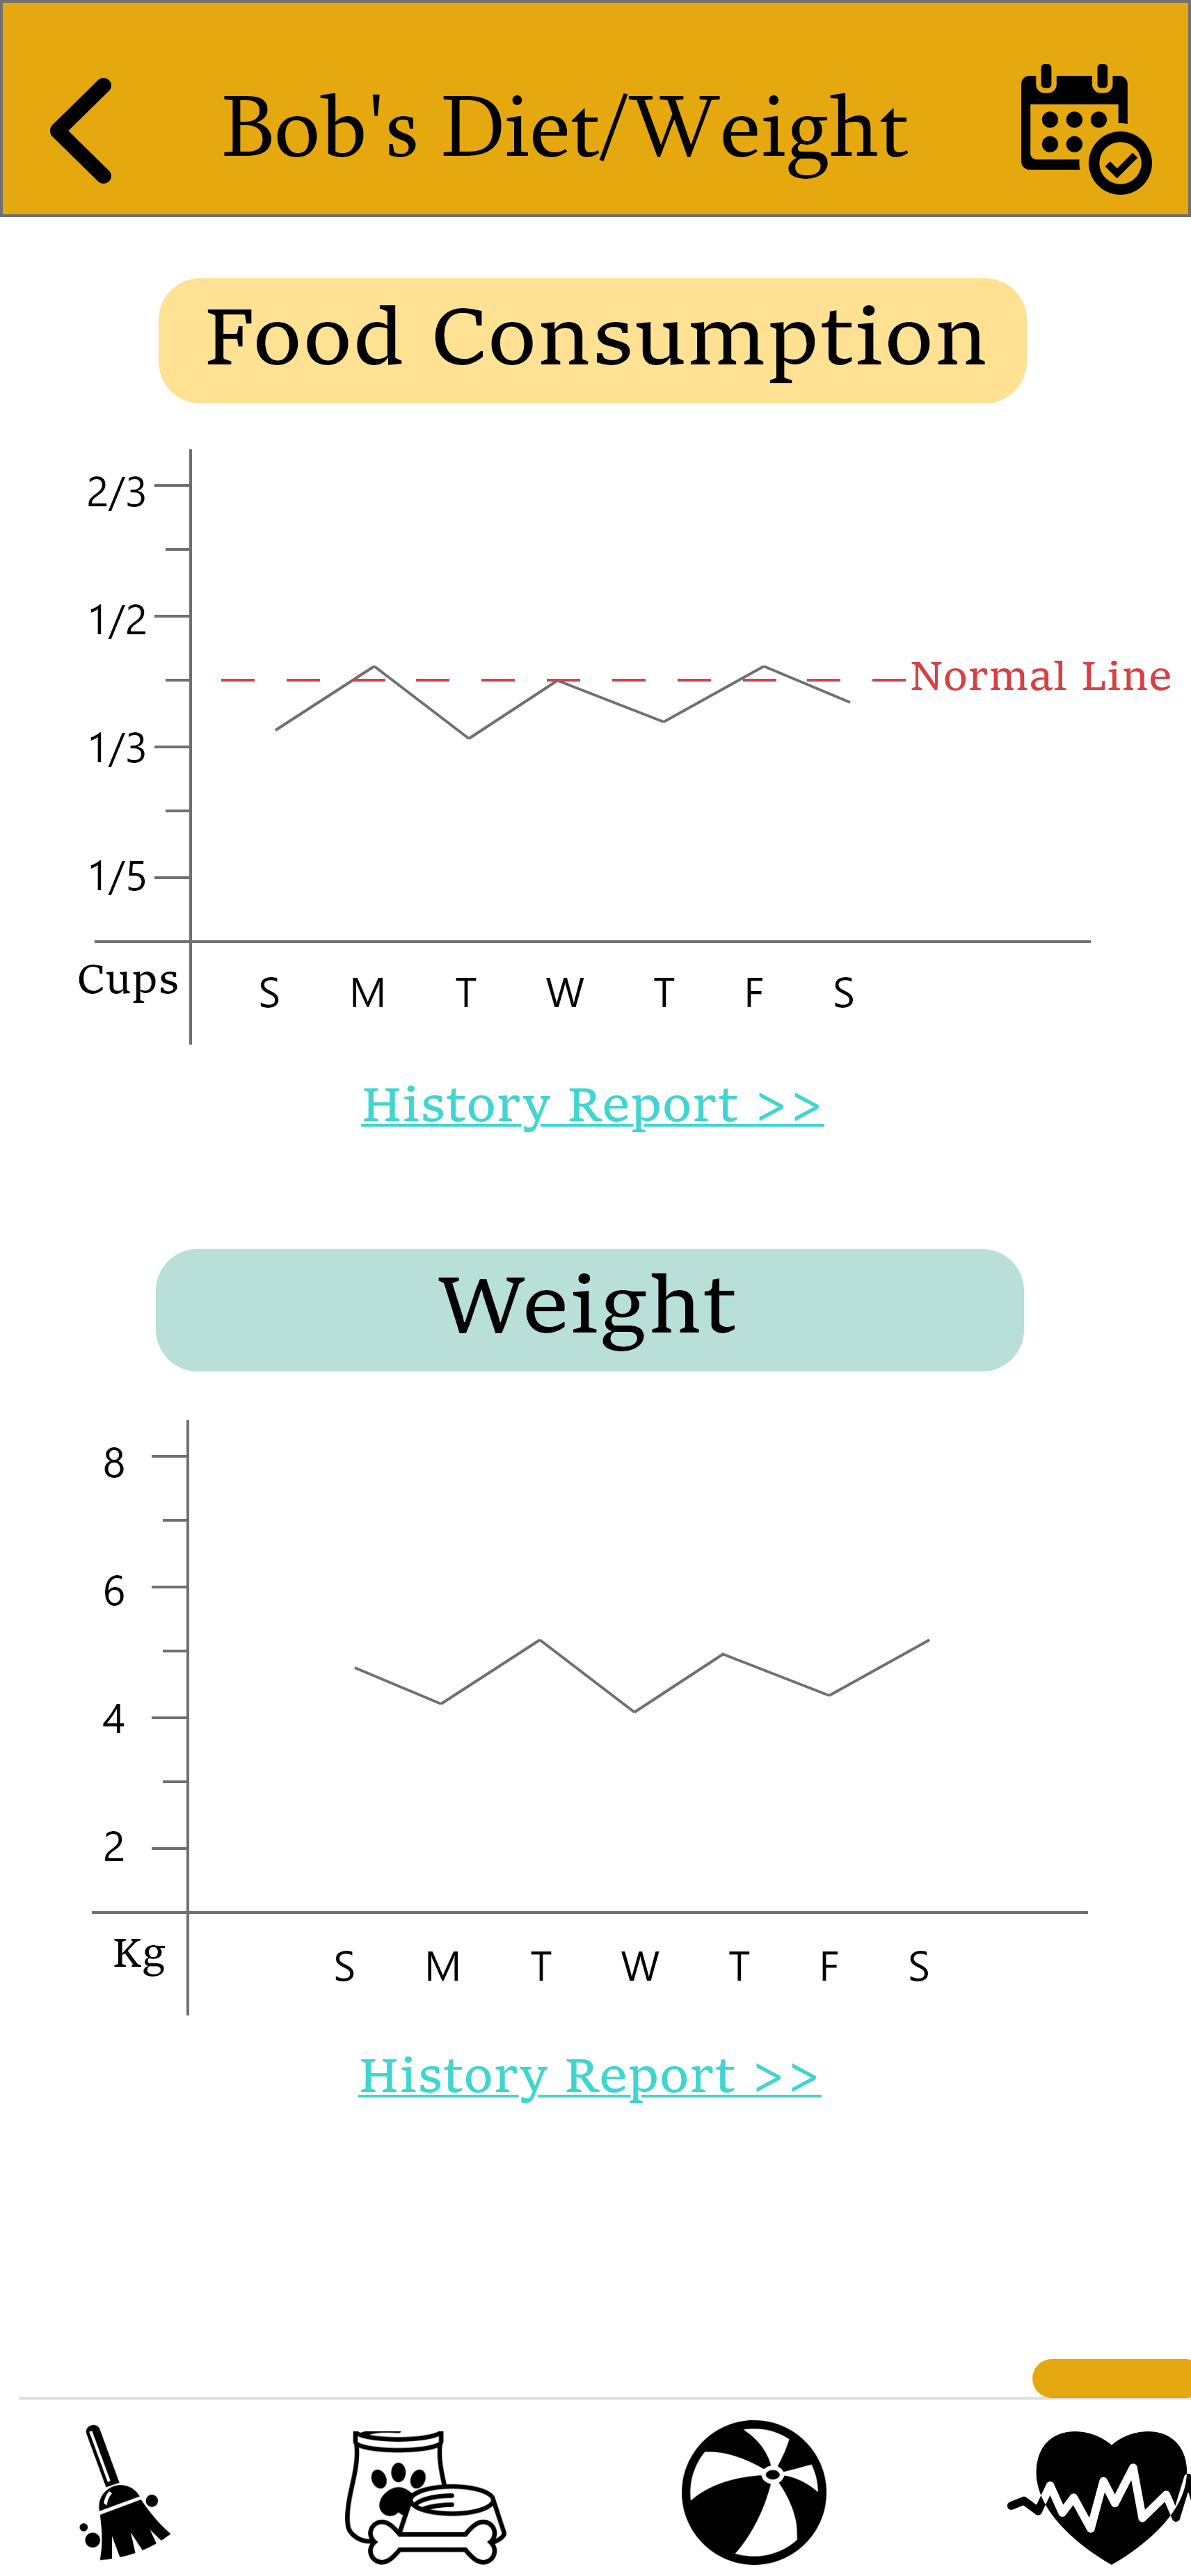 Bob's Diet/Weight
Food Consumption
2/3
1/2
Normal Line
1/3
1/5
Cups
S M T W T F S
History Report >>
Weight
8
6
4
2
Kg
S M T W T F S
History Report >>